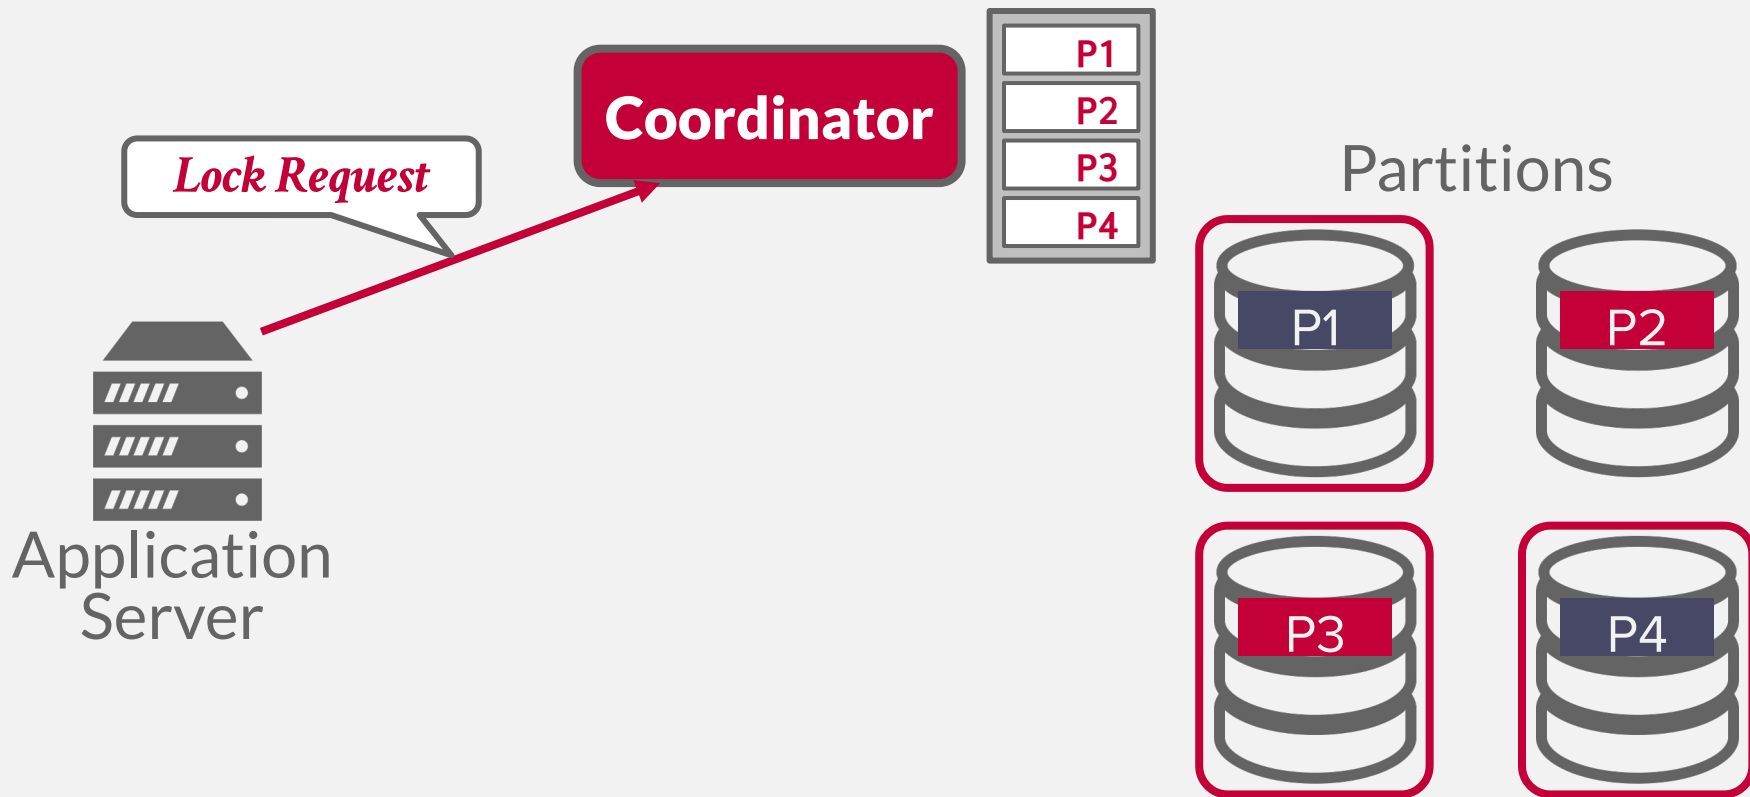 Coordinator
P1
P2
P3
P4
Lock Request
Partitions
P1
P2
Application
Server
P3
P4